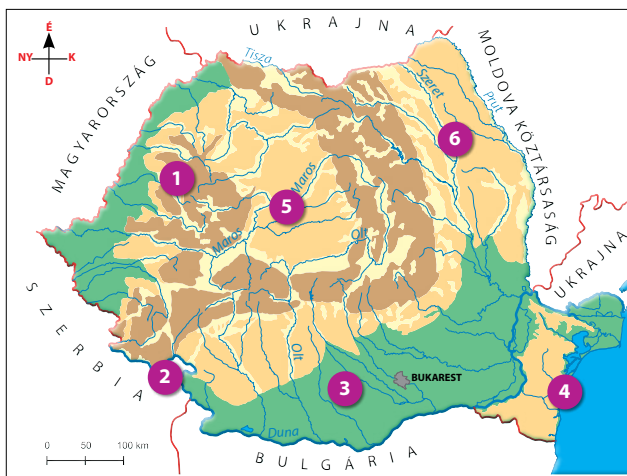 UKRAJNA
É
NY K
D
MAGYARORSZÁG
Tisza
Szeret
Prut
MOLDOVA KÖZTÁRSASÁG
6
1
5
Maros
Maros
Olt
UKRAJNA
SZERBIA
2
Olt
3
BUKAREST
4
Duna
0 50 100 km
BULGÁRIA